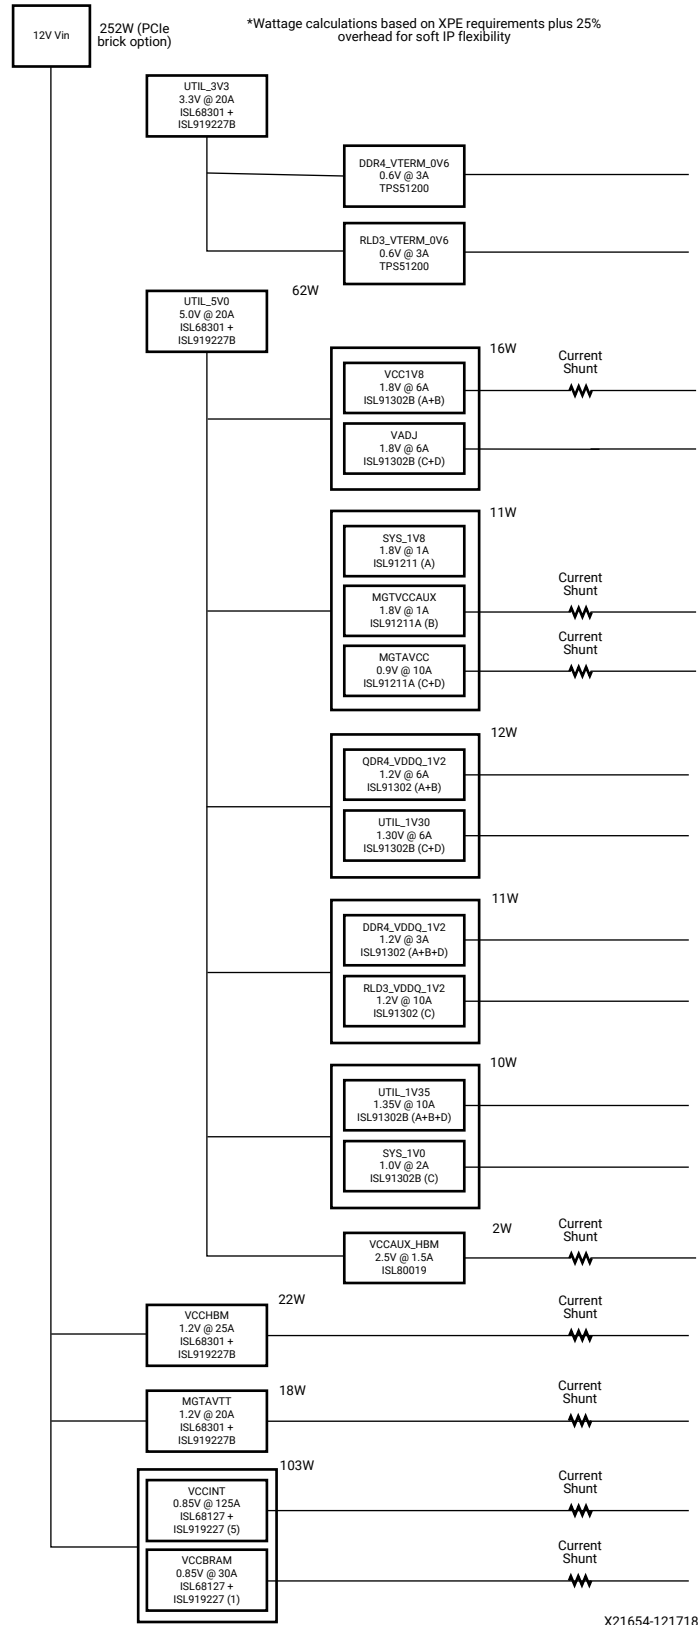 12V Vin
252W (PCIe
brick option)
*Wattage calculations based on XPE requirements plus 25%
overhead for soft IP flexibility
UTIL_3V3
3.3V @ 20A
ISL68301 +
ISL919227B
DDR4_VTERM_0V6
0.6V @ 3A
TPS51200
RLD3_VTERM_0V6
0.6V @ 3A
TPS51200
62W
UTIL_5V0
5.0V @ 20A
ISL68301 +
ISL919227B
16W
VCC1V8
1.8V @ 6A
ISL91302B (A+B)
Current
Shunt
VADJ
1.8V @ 6A
ISL91302B (C+D)
11W
SYS_1V8
1.8V @ 1A
ISL91211 (A)
MGTVCCAUX
1.8V @ 1A
ISL91211A (B)
Current
Shunt
MGTAVCC
0.9V @ 10A
ISL91211A (C+D)
Current
Shunt
12W
QDR4_VDDQ_1V2
1.2V @ 6A
ISL91302 (A+B)
UTIL_1V30
1.30V @ 6A
ISL91302B (C+D)
11W
DDR4_VDDQ_1V2
1.2V @ 3A
ISL91302 (A+B+D)
RLD3_VDDQ_1V2
1.2V @ 10A
ISL91302 (C)
10W
UTIL_1V35
1.35V @ 10A
ISL91302B (A+B+D)
SYS_1V0
1.0V @ 2A
ISL91302B (C)
2W
VCCAUX_HBM
2.5V @ 1.5A
ISL80019
Current
Shunt
22W
VCCHBM
1.2V @ 25A
ISL68301 +
ISL919227B
Current
Shunt
18W
MGTAVTT
1.2V @ 20A
ISL68301 +
ISL919227B
Current
Shunt
103W
VCCINT
0.85V @ 125A
ISL68127 +
ISL919227 (5)
Current
Shunt
VCCBRAM
0.85V @ 30A
ISL68127 +
ISL919227 (1)
Current
Shunt
X21654-121718